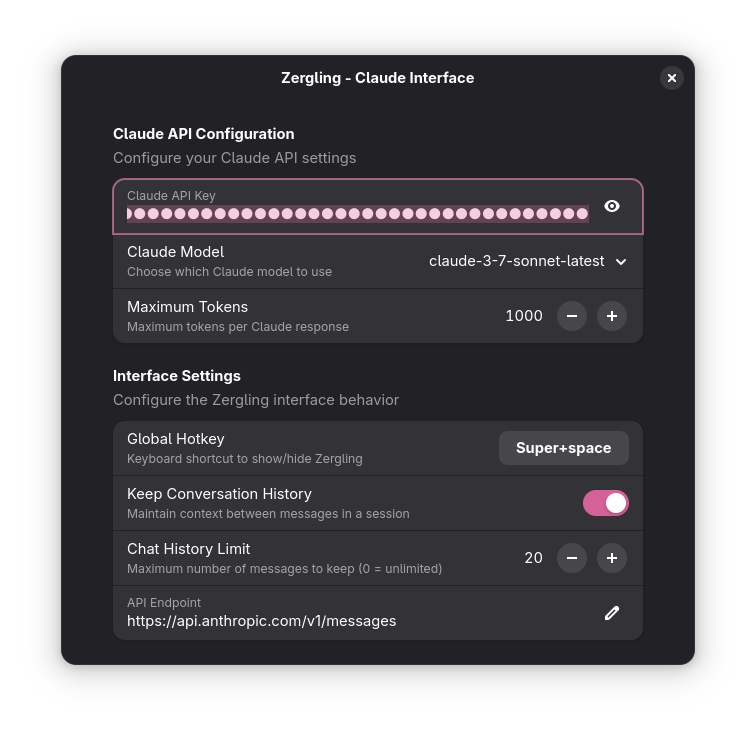 Zergling - Claude Interface
Claude API Configuration
Configure your Claude API settings
Claude API Key
Claude Model
Choose which Claude model to use
claude-3-7-sonnet-latest
Maximum Tokens
Maximum tokens per Claude response
1000
Interface Settings
Configure the Zergling interface behavior
Global Hotkey
Keyboard shortcut to show/hide Zergling
Super+space
Keep Conversation History
Maintain context between messages in a session
Chat History Limit
Maximum number of messages to keep (0 = unlimited)
20
API Endpoint
https://api.anthropic.com/v1/messages